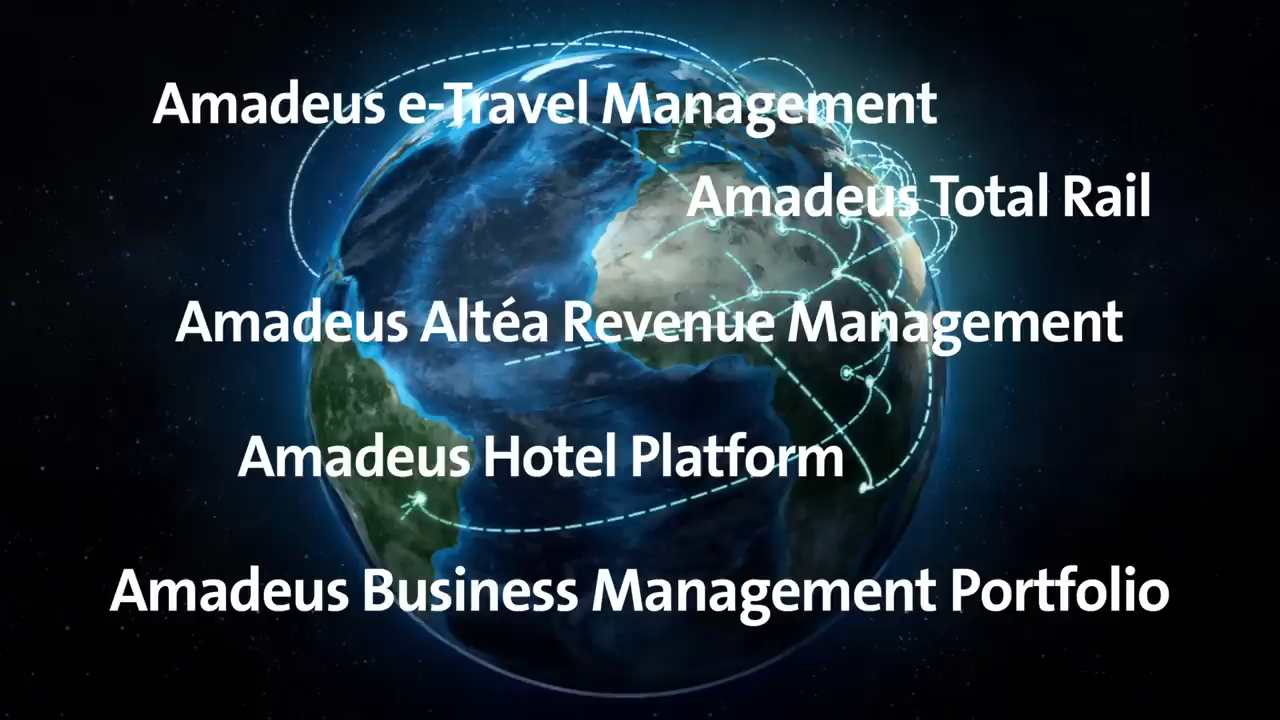 Amadeus e-Travel Management
Amadeus Total Rail
Amadeus Altéa Revenue Management
Amadeus Hotel Platform
Amadeus Business Management Portfolio